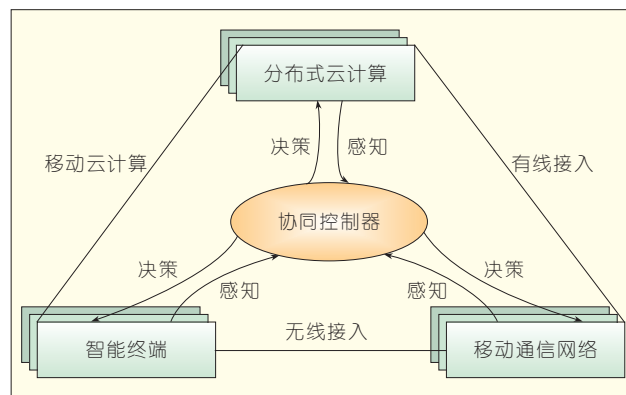 分布式云计算
决策
感知
移动云计算
有线接入
协同控制器
决策
感知
感知
决策
智能终端
无线接入
移动通信网络